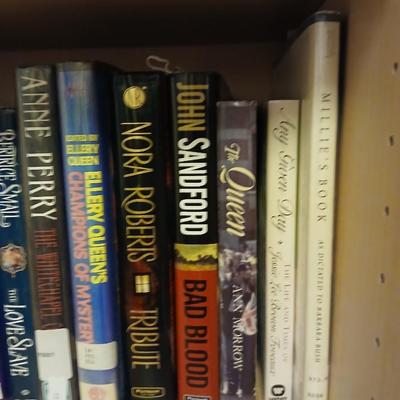 BERTRICE SMALL
THE LOVE SLAVE
ANNE PERRY
THE WHITECHAPEL
EDITED BY
ELLERY
QUEEN
ELLERY QUEEN'S
CHAMPIONS OF MYSTERY
NORA ROBERTS
TRIBUTE
JOHN
SANDFORD
BAD BLOOD
The Queen
ANN MORROW
Any Given Day
THE LIFE AND TIMES OF
Jessie Lee Brown Foveaux
MILLIE'S BOOK
AS DICTATED TO BARBARA BUSH